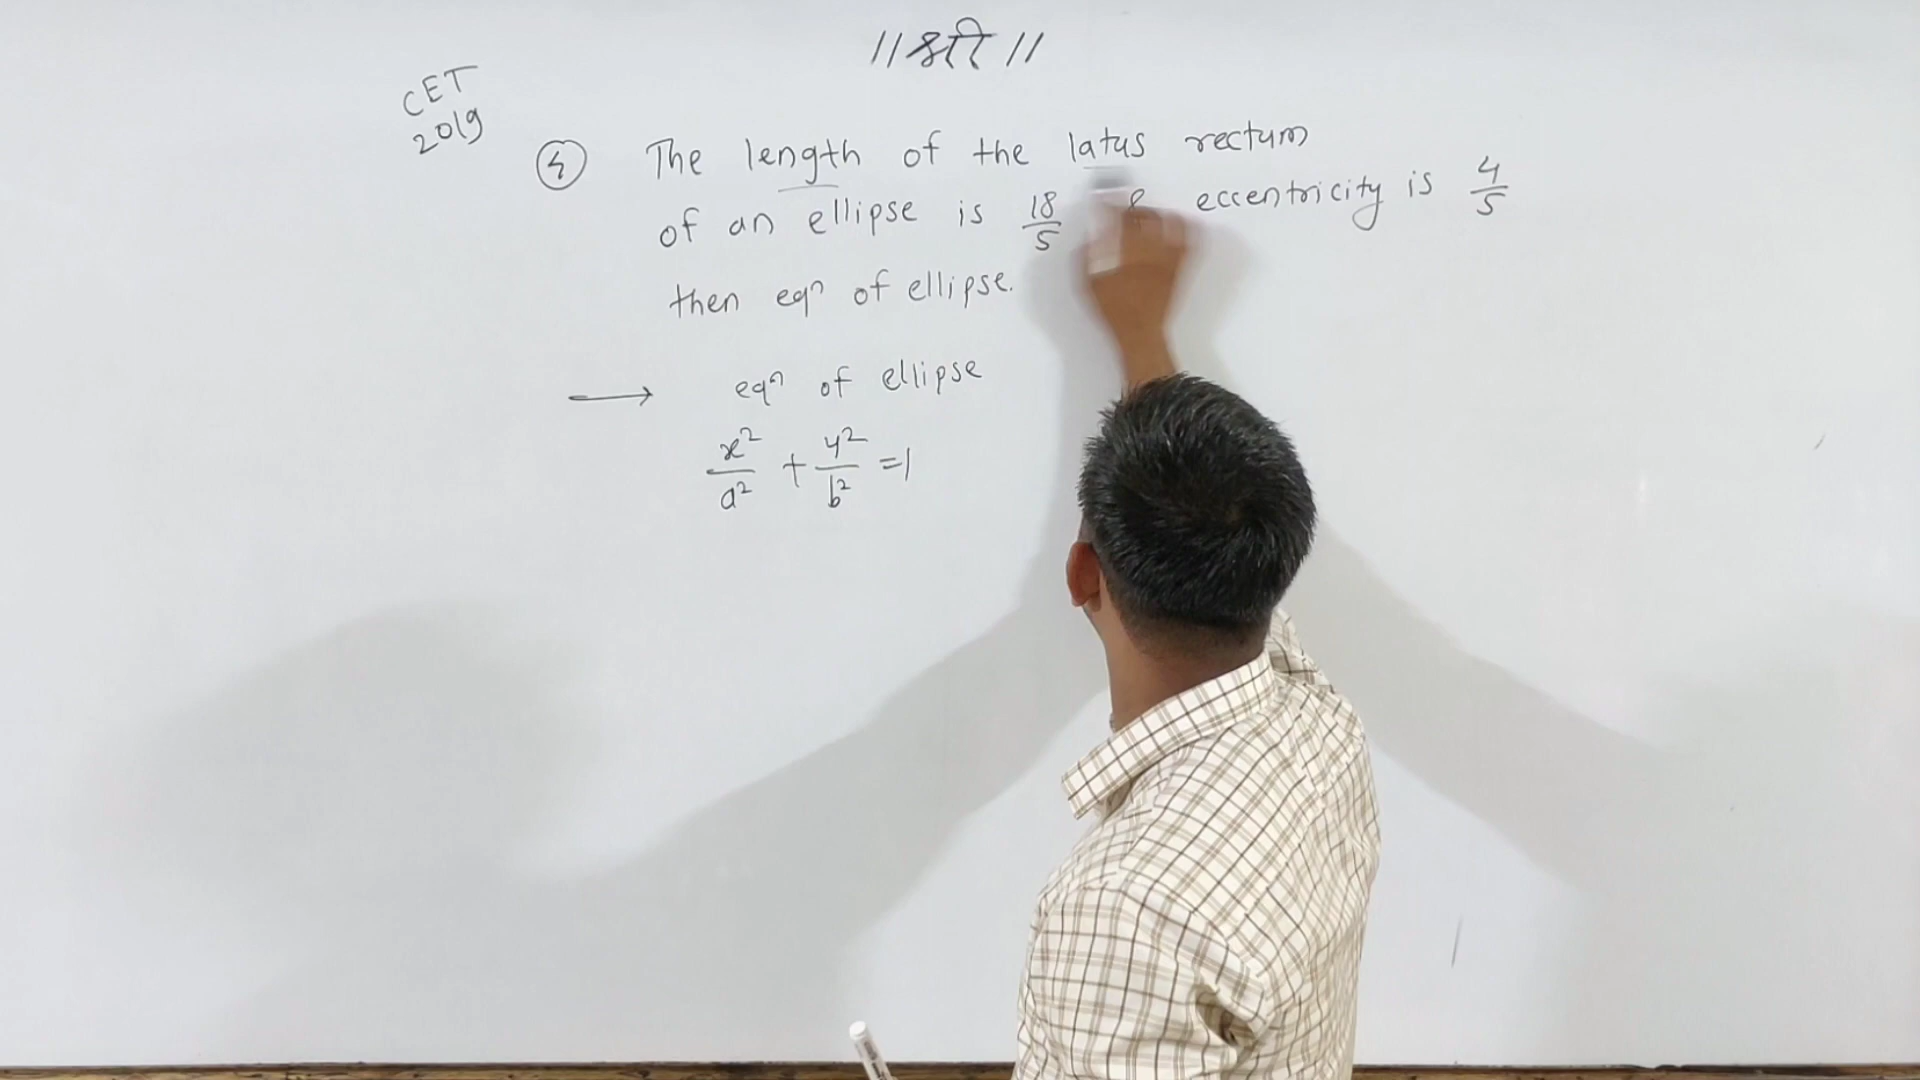 ॥ श्री ॥
CET
2019
④ The length of the latus rectum
of an ellipse is 18/5 & eccentricity is 4/5
then eqⁿ of ellipse.
→ eqⁿ of ellipse
x²/a² + y²/b² = 1